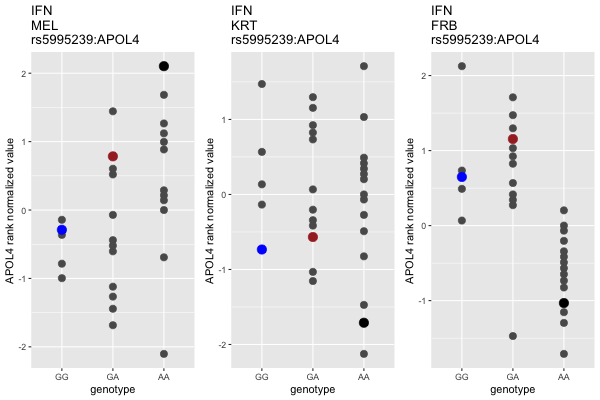 IFN
MEL
rs5995239:APOL4
APOL4 rank normalized value
2
1
0
-1
-2
GG
GA
AA
genotype
IFN
KRT
rs5995239:APOL4
APOL4 rank normalized value
1
0
-1
-2
GG
GA
AA
genotype
IFN
FRB
rs5995239:APOL4
APOL4 rank normalized value
2
1
0
-1
GG
GA
AA
genotype